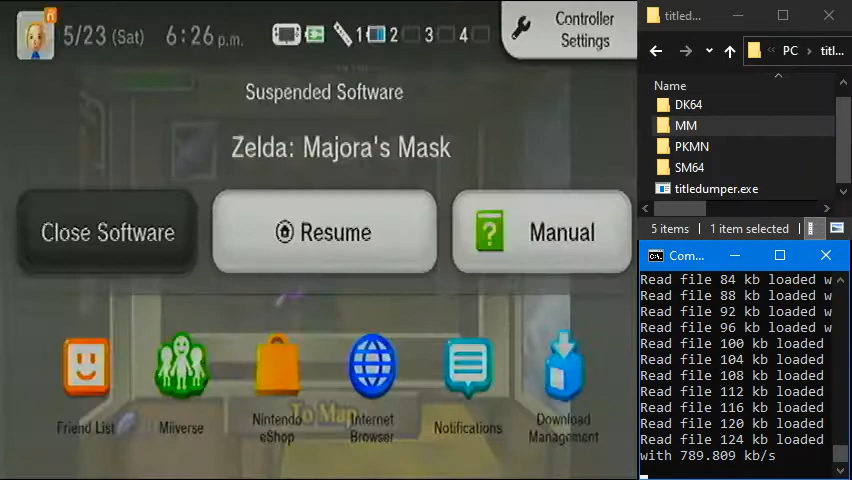 5/23 (Sat) 6:26 p.m. 1 2 3 4
Controller
Settings
Suspended Software
Zelda: Majora's Mask
Close Software
Resume
? Manual
To Map
Friend List
Miiverse
Nintendo
eShop
Internet
Browser
Notifications
Download
Management
titled...
« PC › titl...
Name
DK64
MM
PKMN
SM64
titledumper.exe
5 items 1 item selected
C:\. Com...
Read file 84 kb loaded w
Read file 88 kb loaded w
Read file 92 kb loaded w
Read file 96 kb loaded w
Read file 100 kb loaded
Read file 104 kb loaded
Read file 108 kb loaded
Read file 112 kb loaded
Read file 116 kb loaded
Read file 120 kb loaded
Read file 124 kb loaded
with 789.809 kb/s